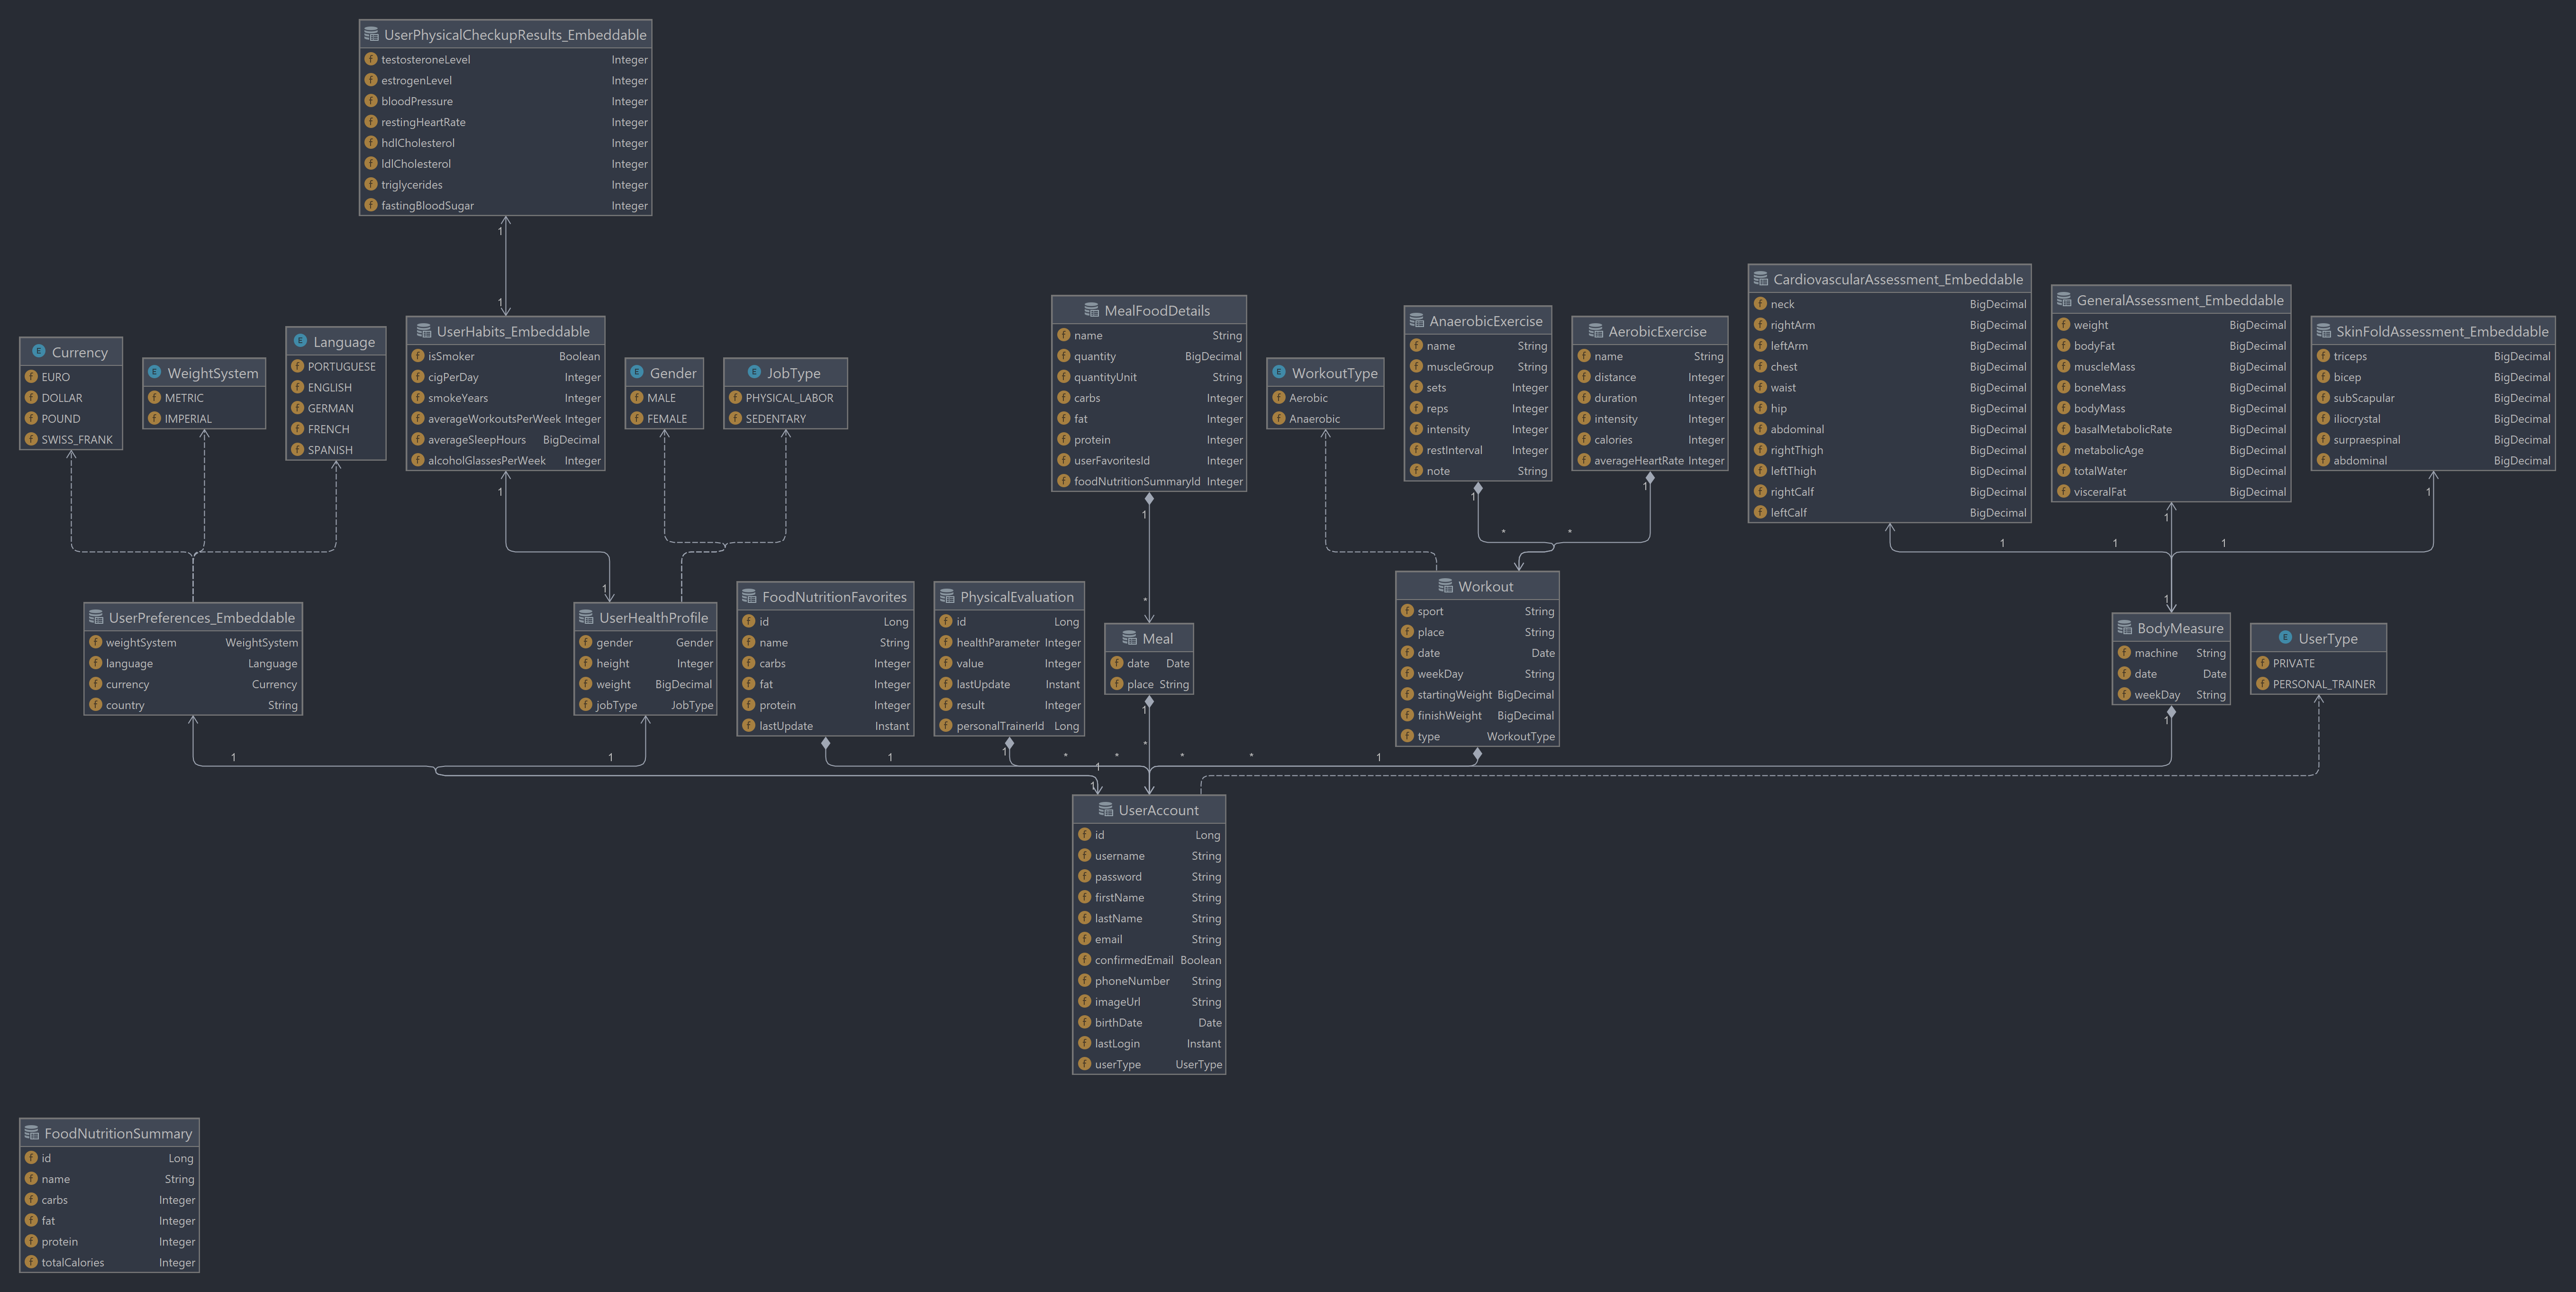 UserPhysicalCheckupResults_Embeddable
testosteroneLevel Integer
estrogenLevel Integer
bloodPressure Integer
restingHeartRate Integer
hdlCholesterol Integer
ldlCholesterol Integer
triglycerides Integer
fastingBloodSugar Integer
1
1
Currency
EURO
DOLLAR
POUND
SWISS_FRANK
WeightSystem
METRIC
IMPERIAL
Language
PORTUGUESE
ENGLISH
GERMAN
FRENCH
SPANISH
UserHabits_Embeddable
isSmoker Boolean
cigPerDay Integer
smokeYears Integer
averageWorkoutsPerWeek Integer
averageSleepHours BigDecimal
alcoholGlassesPerWeek Integer
1
1
Gender
MALE
FEMALE
JobType
PHYSICAL_LABOR
SEDENTARY
MealFoodDetails
name String
quantity BigDecimal
quantityUnit String
carbs Integer
fat Integer
protein Integer
userFavoritesId Integer
foodNutritionSummaryId Integer
1
*
WorkoutType
Aerobic
Anaerobic
AnaerobicExercise
name String
muscleGroup String
sets Integer
reps Integer
intensity Integer
restInterval Integer
note String
1
*
AerobicExercise
name String
distance Integer
duration Integer
intensity Integer
calories Integer
averageHeartRate Integer
1
*
CardiovascularAssessment_Embeddable
neck BigDecimal
rightArm BigDecimal
leftArm BigDecimal
chest BigDecimal
waist BigDecimal
hip BigDecimal
abdominal BigDecimal
rightThigh BigDecimal
leftThigh BigDecimal
rightCalf BigDecimal
leftCalf BigDecimal
GeneralAssessment_Embeddable
weight BigDecimal
bodyFat BigDecimal
muscleMass BigDecimal
boneMass BigDecimal
bodyMass BigDecimal
basalMetabolicRate BigDecimal
metabolicAge BigDecimal
totalWater BigDecimal
visceralFat BigDecimal
1
SkinFoldAssessment_Embeddable
triceps BigDecimal
bicep BigDecimal
subScapular BigDecimal
iliocrystal BigDecimal
surpraespinal BigDecimal
abdominal BigDecimal
1
1 1 1
1
UserPreferences_Embeddable
weightSystem WeightSystem
language Language
currency Currency
country String
UserHealthProfile
gender Gender
height Integer
weight BigDecimal
jobType JobType
FoodNutritionFavorites
id Long
name String
carbs Integer
fat Integer
protein Integer
lastUpdate Instant
PhysicalEvaluation
id Long
healthParameter Integer
value Integer
lastUpdate Instant
result Integer
personalTrainerId Long
Meal
date Date
place String
Workout
sport String
place String
date Date
weekDay String
startingWeight BigDecimal
finishWeight BigDecimal
type WorkoutType
BodyMeasure
machine String
date Date
weekDay String
UserType
PRIVATE
PERSONAL_TRAINER
1
1
*
1
1 1 1 * * * * 1
1
1
UserAccount
id Long
username String
password String
firstName String
lastName String
email String
confirmedEmail Boolean
phoneNumber String
imageUrl String
birthDate Date
lastLogin Instant
userType UserType
FoodNutritionSummary
id Long
name String
carbs Integer
fat Integer
protein Integer
totalCalories Integer